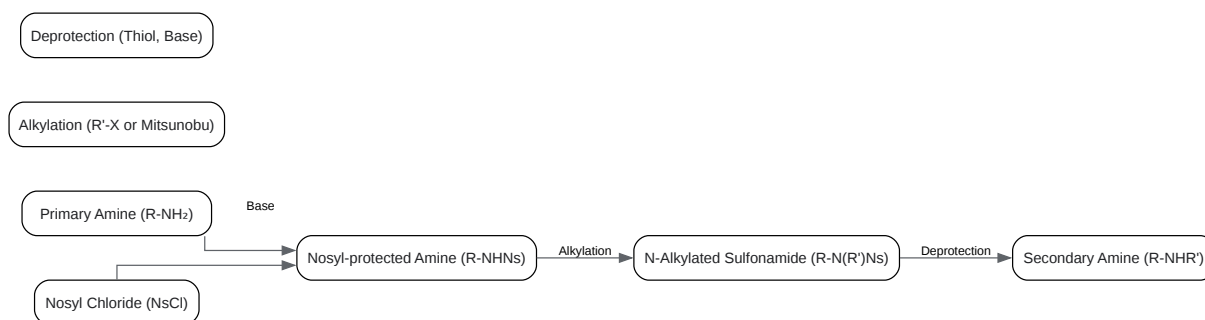 Deprotection (Thiol, Base)
Alkylation (R'-X or Mitsunobu)
Primary Amine (R-NH₂)
Base
Nosyl Chloride (NsCl)
Nosyl-protected Amine (R-NHNs)
Alkylation
N-Alkylated Sulfonamide (R-N(R')Ns)
Deprotection
Secondary Amine (R-NHR')